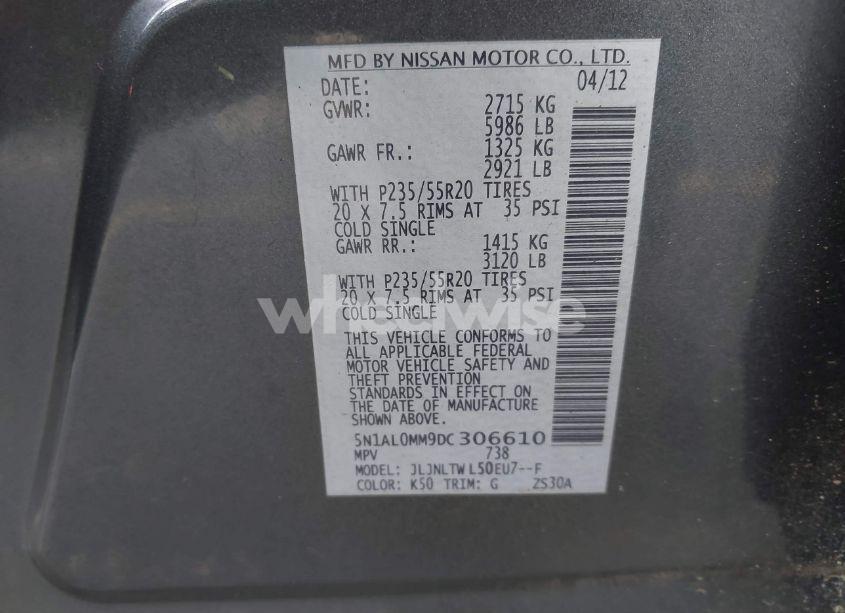 MFD BY NISSAN MOTOR CO., LTD.
DATE: 04/12
GVWR: 2715 KG
5986 LB
GAWR FR.: 1325 KG
2921 LB
WITH P235/55R20 TIRES
20 X 7.5 RIMS AT 35 PSI
COLD SINGLE
GAWR RR.: 1415 KG
3120 LB
WITH P235/55R20 TIRES
20 X 7.5 RIMS AT 35 PSI
COLD SINGLE
wheelwise
THIS VEHICLE CONFORMS TO
ALL APPLICABLE FEDERAL
MOTOR VEHICLE SAFETY AND
THEFT PREVENTION
STANDARDS IN EFFECT ON
THE DATE OF MANUFACTURE
SHOWN ABOVE.
5N1AL0MM9DC306610
MPV 738
MODEL: JLJNLTWL50EU7--F
COLOR: K50 TRIM: G ZS30A